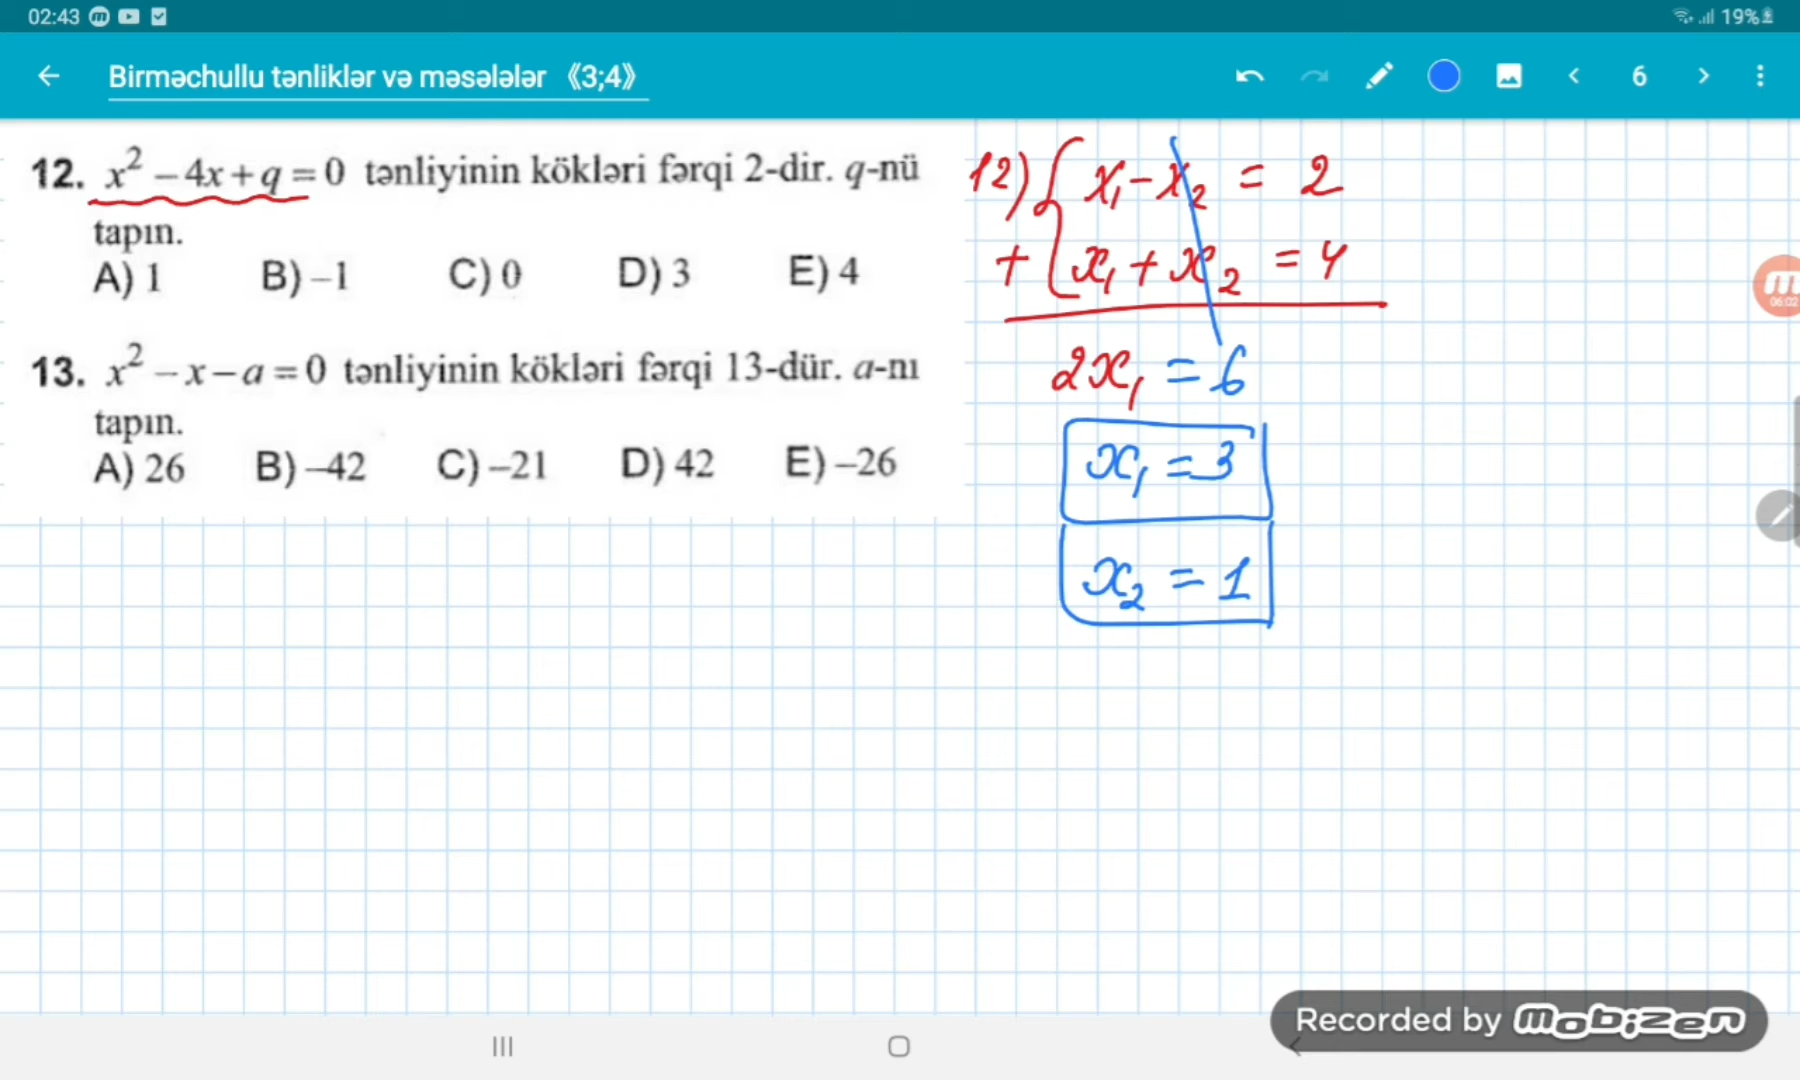 02:43
19%
Birməchullu tənliklər və məsələlər 《3;4》
6
12. x² – 4x + q = 0 tənliyinin kökləri fərqi 2-dir. q-nü
tapın.
A) 1 B) –1 C) 0 D) 3 E) 4
13. x² – x – a = 0 tənliyinin kökləri fərqi 13-dür. a-nı
tapın.
A) 26 B) –42 C) –21 D) 42 E) –26
12) { x₁ - x₂ = 2
+ { x₁ + x₂ = 4
2x₁ = 6
x₁ = 3
x₂ = 1
06:02
Recorded by mobizen